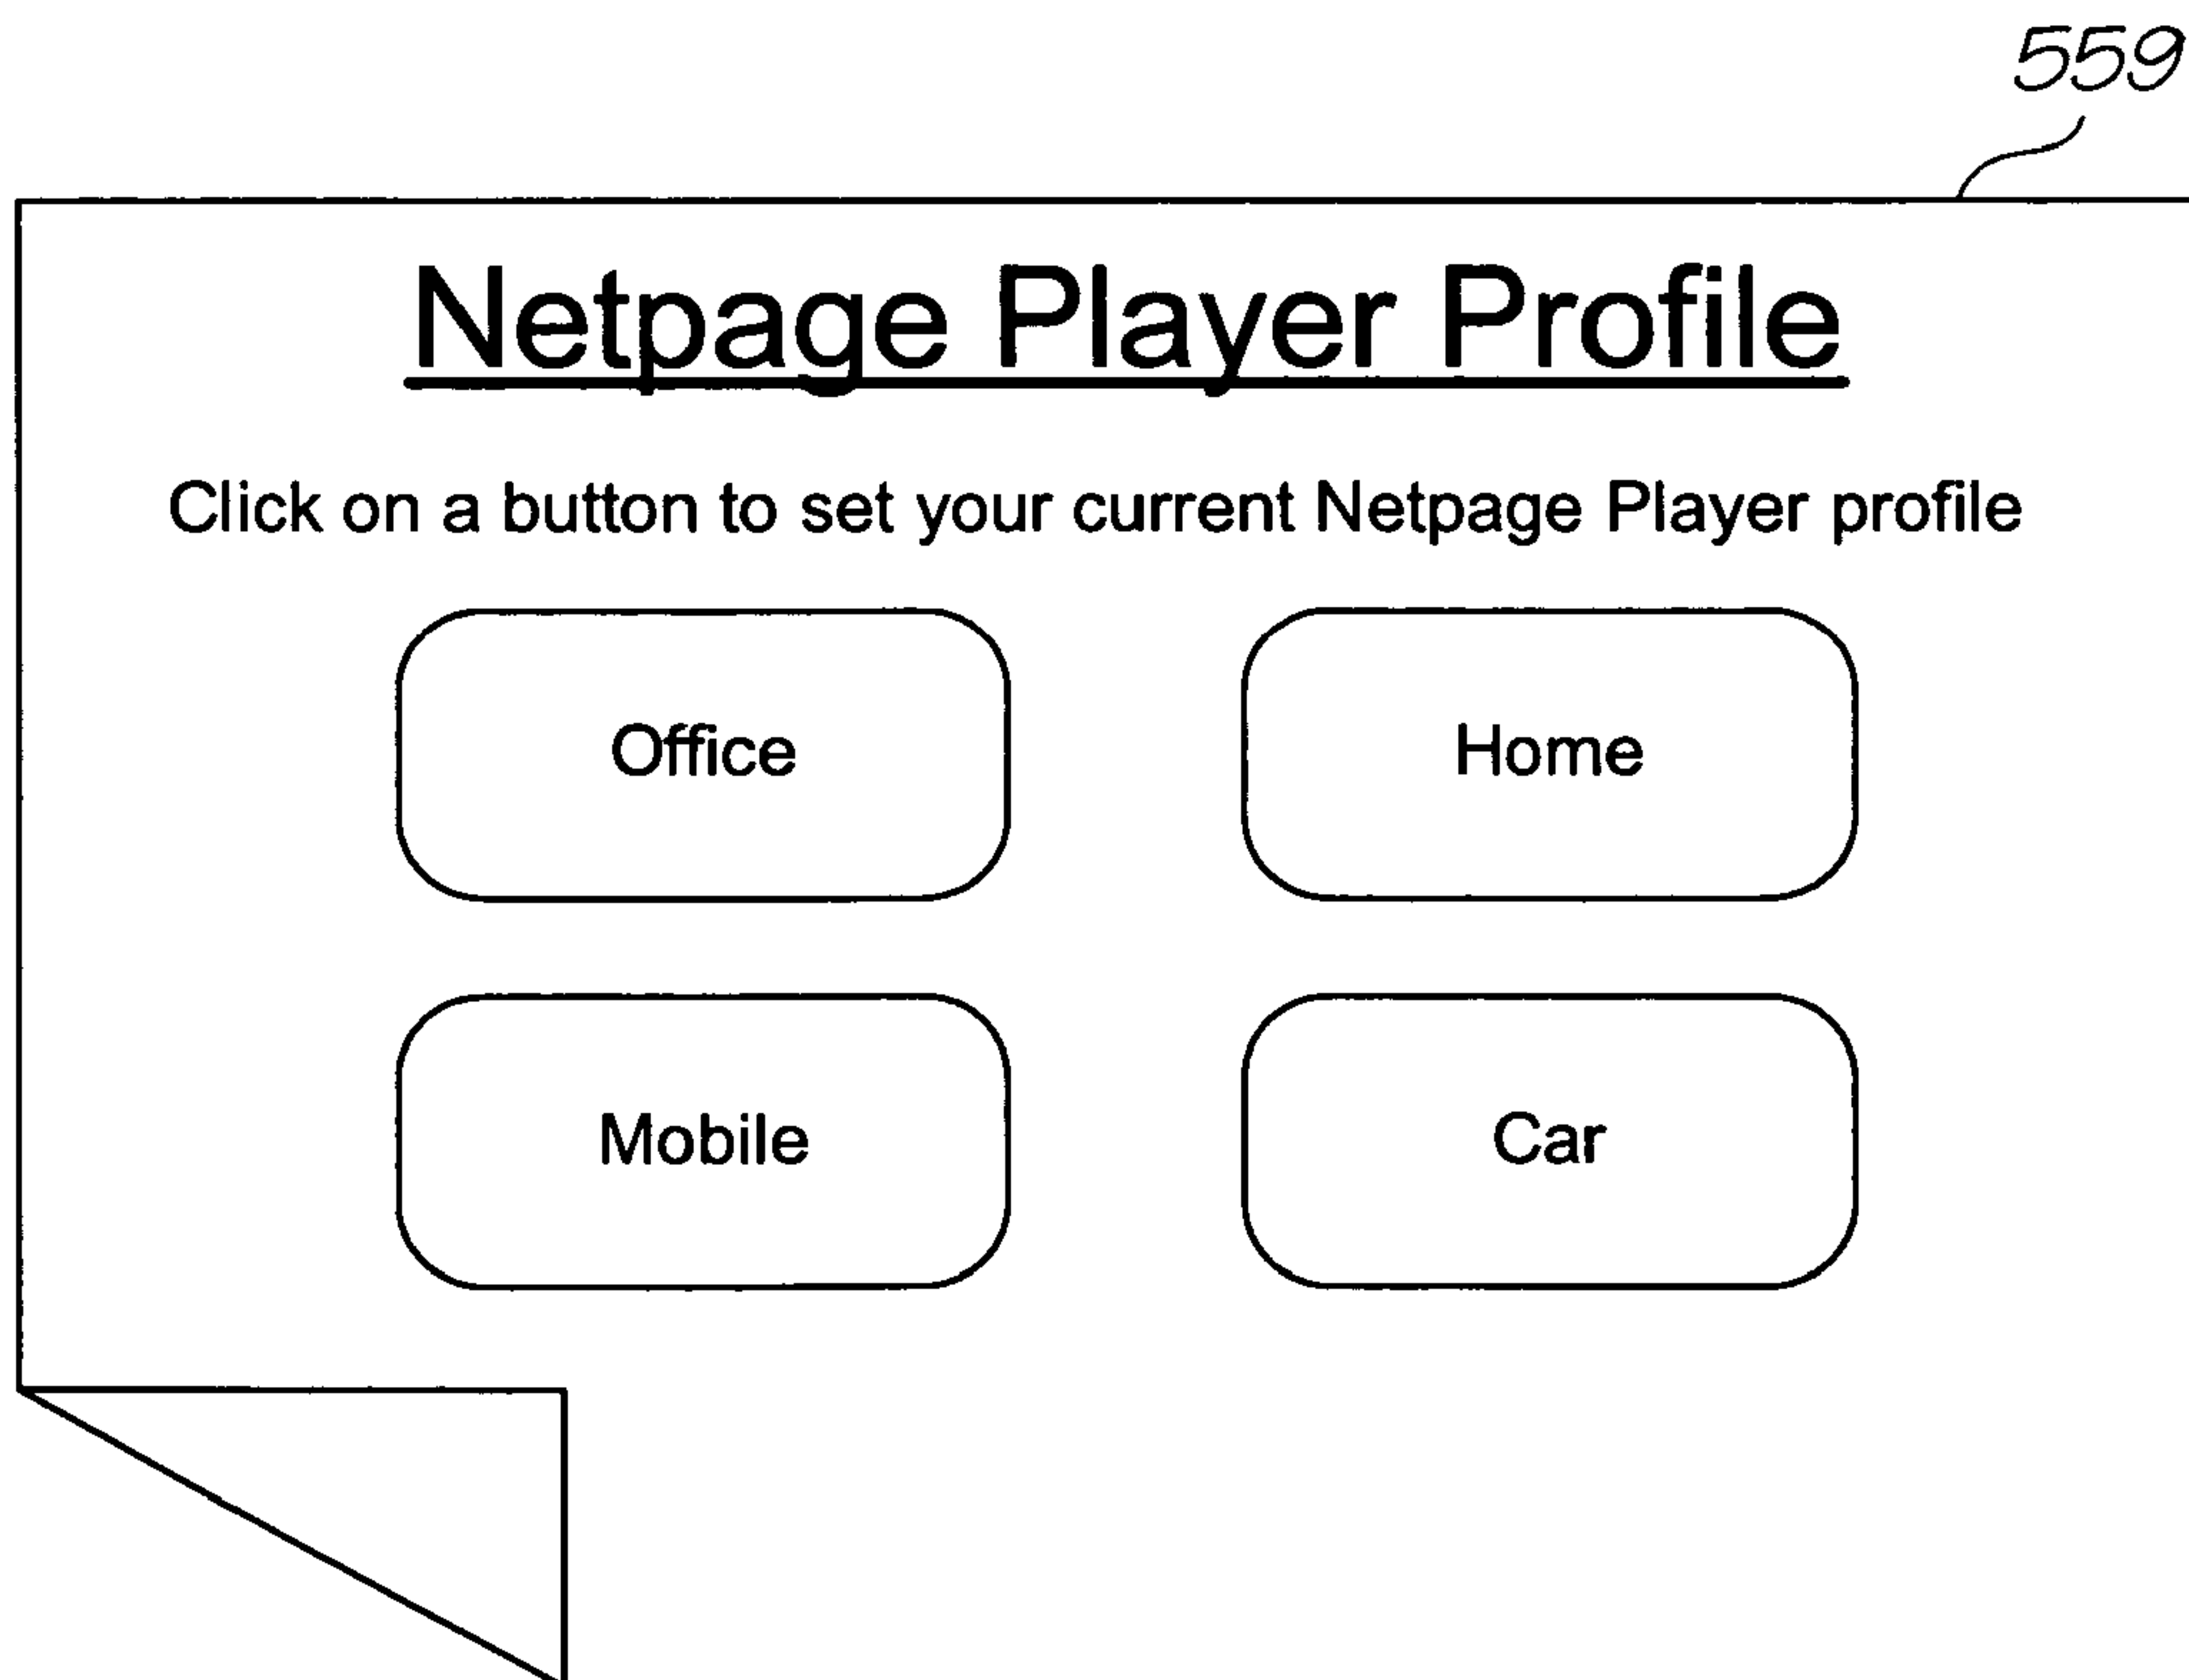 559
Netpage Player Profile
Click on a button to set your current Netpage Player profile
Office Home
Mobile Car